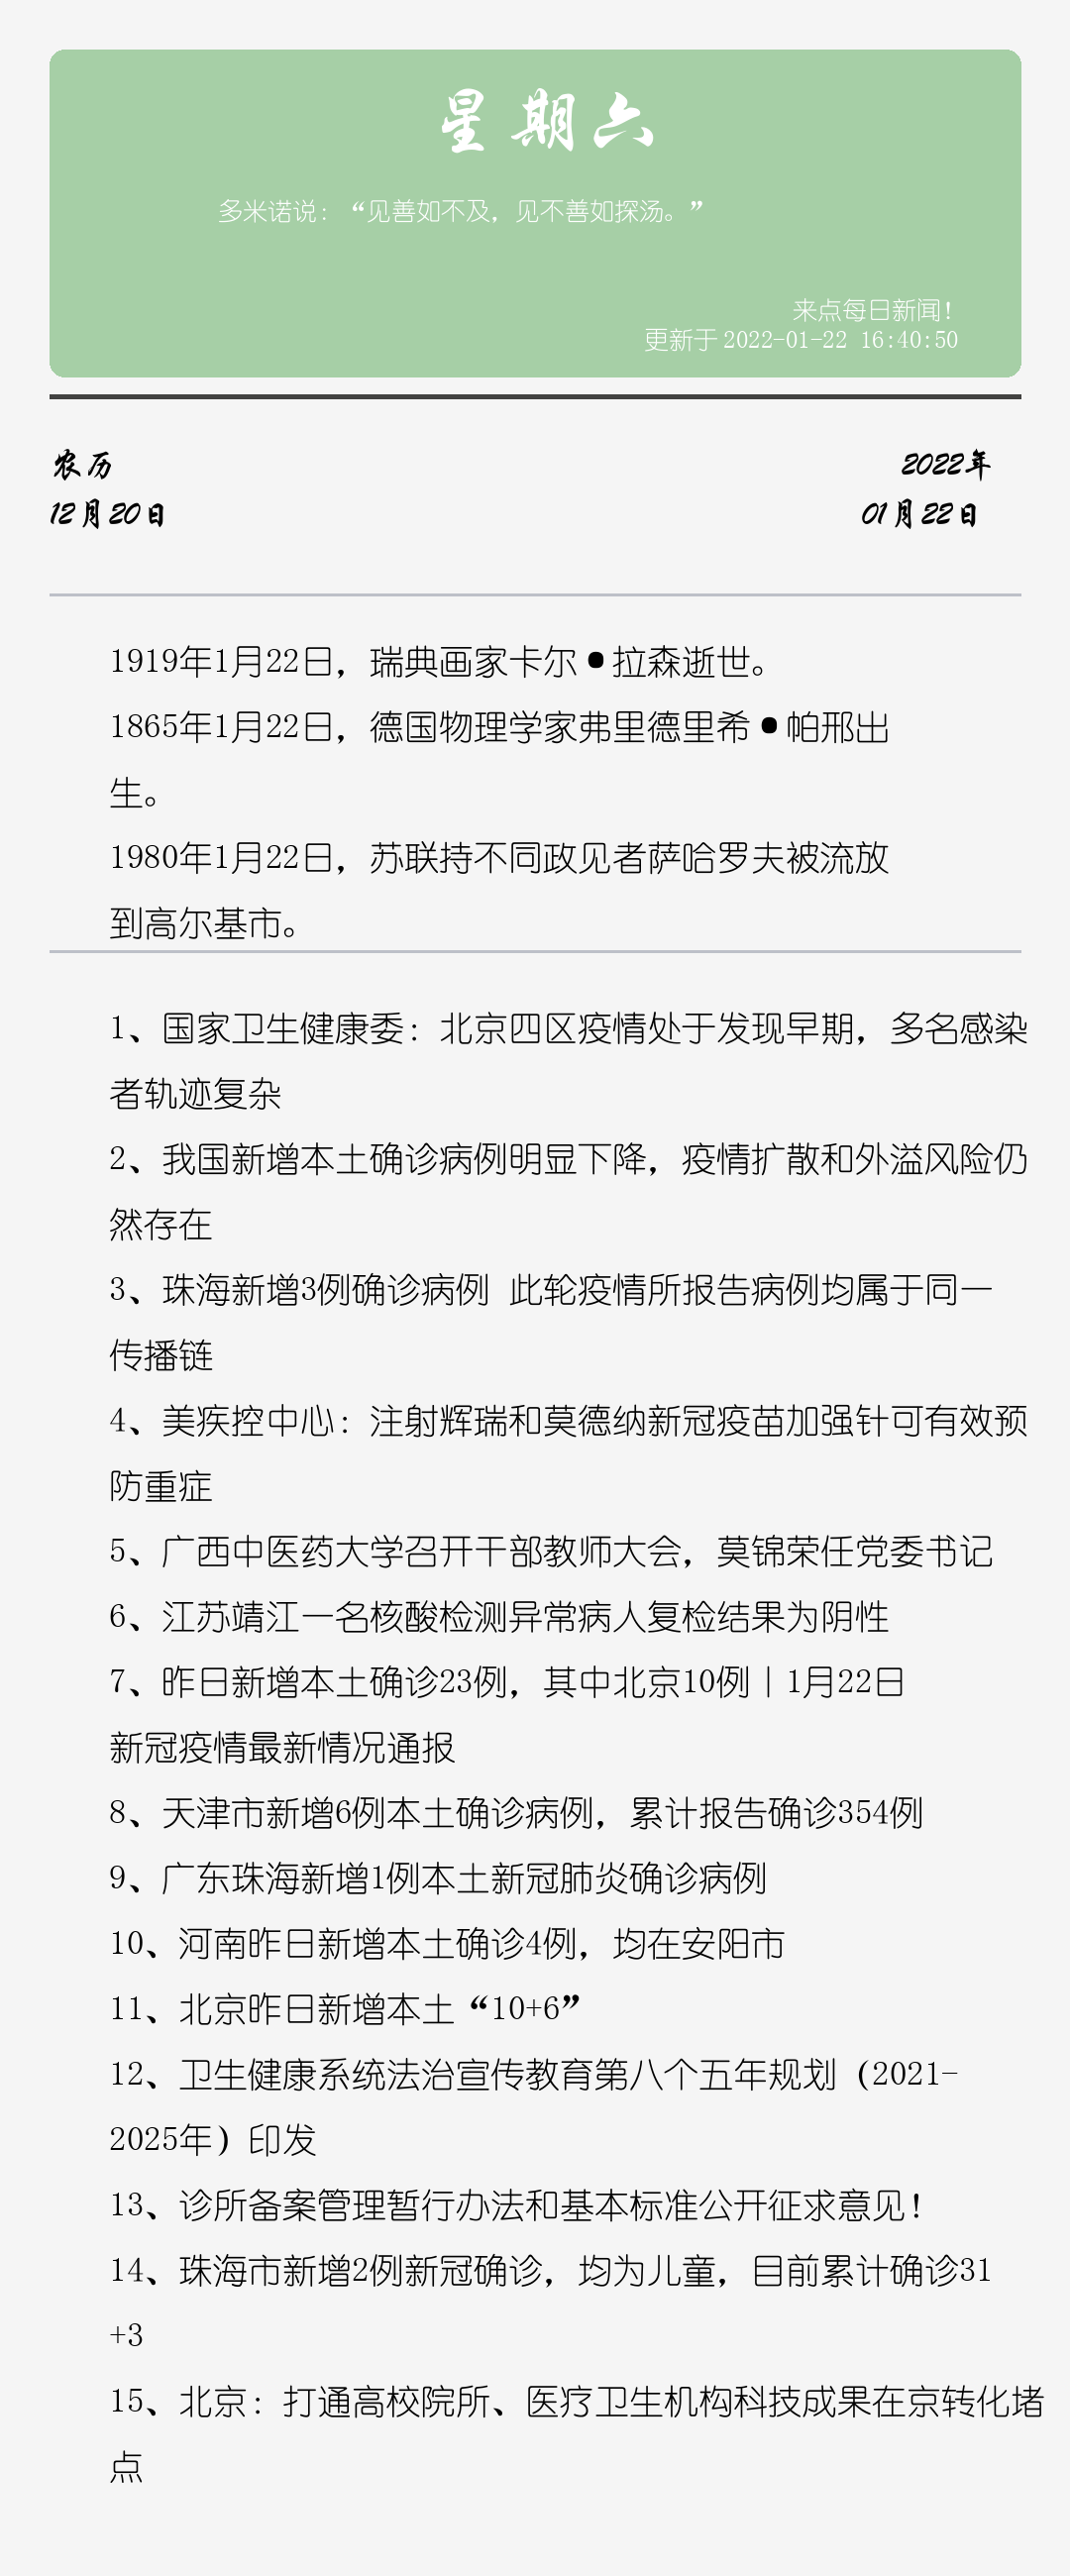 星期六
多米诺说：“见善如不及，见不善如探汤。”
来点每日新闻！
更新于 2022-01-22 16:40:50
农历
2022年
12月20日
01月22日
1919年1月22日，瑞典画家卡尔•拉森逝世。
1865年1月22日，德国物理学家弗里德里希•帕邢出
生。
1980年1月22日，苏联持不同政见者萨哈罗夫被流放
到高尔基市。
1、国家卫生健康委：北京四区疫情处于发现早期，多名感染
者轨迹复杂
2、我国新增本土确诊病例明显下降，疫情扩散和外溢风险仍
然存在
3、珠海新增3例确诊病例 此轮疫情所报告病例均属于同一
传播链
4、美疾控中心：注射辉瑞和莫德纳新冠疫苗加强针可有效预
防重症
5、广西中医药大学召开干部教师大会，莫锦荣任党委书记
6、江苏靖江一名核酸检测异常病人复检结果为阴性
7、昨日新增本土确诊23例，其中北京10例｜1月22日
新冠疫情最新情况通报
8、天津市新增6例本土确诊病例，累计报告确诊354例
9、广东珠海新增1例本土新冠肺炎确诊病例
10、河南昨日新增本土确诊4例，均在安阳市
11、北京昨日新增本土“10+6”
12、卫生健康系统法治宣传教育第八个五年规划（2021-
2025年）印发
13、诊所备案管理暂行办法和基本标准公开征求意见！
14、珠海市新增2例新冠确诊，均为儿童，目前累计确诊31
+3
15、北京：打通高校院所、医疗卫生机构科技成果在京转化堵
点